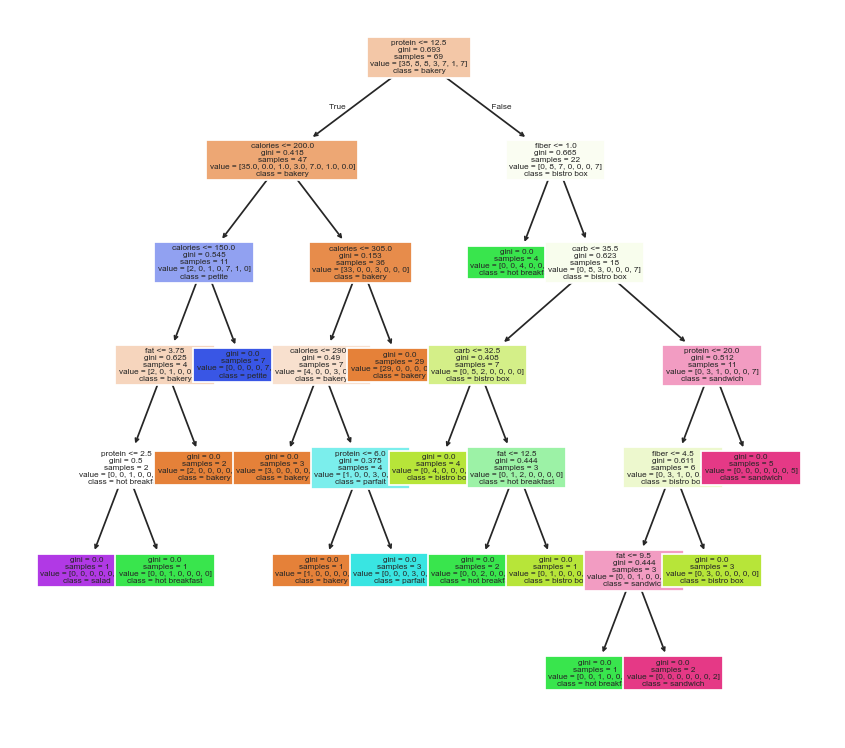 protein <= 12.5
gini = 0.693
samples = 69
value = [35, 8, 8, 3, 7, 1, 7]
class = bakery
True
False
calories <= 200.0
gini = 0.418
samples = 47
value = [35.0, 0.0, 1.0, 3.0, 7.0, 1.0, 0.0]
class = bakery
fiber <= 1.0
gini = 0.665
samples = 22
value = [0, 8, 7, 0, 0, 0, 7]
class = bistro box
calories <= 150.0
gini = 0.545
samples = 11
value = [2, 0, 1, 0, 7, 1, 0]
class = petite
calories <= 305.0
gini = 0.153
samples = 36
value = [33, 0, 0, 3, 0, 0, 0]
class = bakery
gini = 0.0
samples = 4
value = [0, 0, 4, 0, 0,
class = hot breakf
carb <= 35.5
gini = 0.623
samples = 18
value = [0, 8, 3, 0, 0, 0, 7]
class = bistro box
fat <= 3.75
gini = 0.625
samples = 4
value = [2, 0, 1, 0, 0
class = bakery
gini = 0.0
samples = 7
value = [0, 0, 0, 0, 7,
class = petite
calories <= 290
gini = 0.49
samples = 7
value = [4, 0, 0, 3, 0
class = bakery
gini = 0.0
samples = 29
value = [29, 0, 0, 0, 0
class = bakery
carb <= 32.5
gini = 0.408
samples = 7
value = [0, 5, 2, 0, 0, 0, 0]
class = bistro box
protein <= 20.0
gini = 0.512
samples = 11
value = [0, 3, 1, 0, 0, 0, 7]
class = sandwich
protein <= 2.5
gini = 0.5
samples = 2
value = [0, 0, 1, 0, 0,
class = hot breakf
gini = 0.0
samples = 2
value = [2, 0, 0, 0, 0,
class = bakery
gini = 0.0
samples = 3
value = [3, 0, 0, 0, 0,
class = bakery
protein <= 6.0
gini = 0.375
samples = 4
value = [1, 0, 0, 3, 0,
class = parfait
gini = 0.0
samples = 4
value = [0, 4, 0, 0, 0,
class = bistro bo
fat <= 12.5
gini = 0.444
samples = 3
value = [0, 1, 2, 0, 0, 0, 0]
class = hot breakfast
fiber <= 4.5
gini = 0.611
samples = 6
value = [0, 3, 1, 0, 0
class = bistro bo
gini = 0.0
samples = 5
value = [0, 0, 0, 0, 0, 0, 5]
class = sandwich
gini = 0.0
samples = 1
value = [0, 0, 0, 0, 0,
class = salad
gini = 0.0
samples = 1
value = [0, 0, 1, 0, 0, 0, 0]
class = hot breakfast
gini = 0.0
samples = 1
value = [1, 0, 0, 0, 0,
class = bakery
gini = 0.0
samples = 3
value = [0, 0, 0, 3, 0,
class = parfait
gini = 0.0
samples = 2
value = [0, 0, 2, 0, 0,
class = hot breakf
gini = 0.0
samples = 1
value = [0, 1, 0, 0, 0,
class = bistro bo
fat <= 9.5
gini = 0.444
samples = 3
value = [0, 0, 1, 0, 0,
class = sandwic
gini = 0.0
samples = 3
value = [0, 3, 0, 0, 0, 0, 0]
class = bistro box
gini = 0.0
samples = 1
value = [0, 0, 1, 0, 0,
class = hot breakf
gini = 0.0
samples = 2
value = [0, 0, 0, 0, 0, 0, 2]
class = sandwich